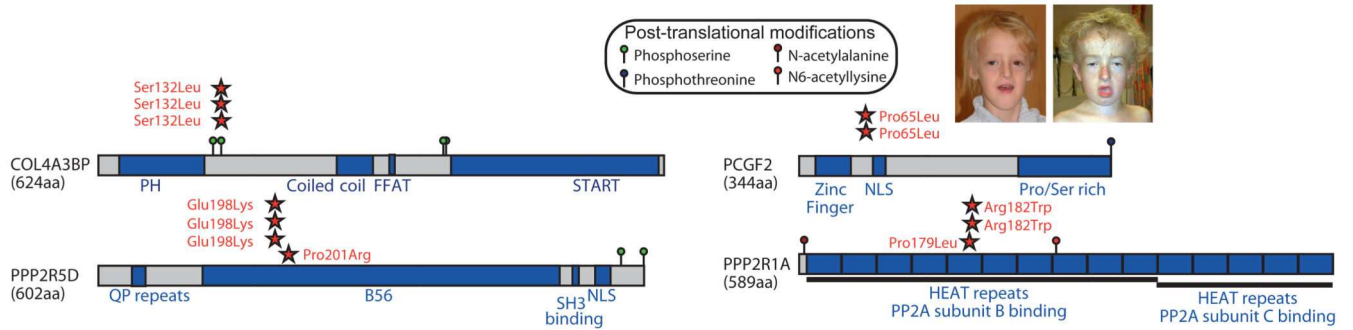 Post-translational modifications
Phosphoserine
N-acetylalanine
Phosphothreonine
N6-acetyllysine
Ser132Leu
Ser132Leu
Ser132Leu
COL4A3BP
(624aa)
PH
Coiled coil
FFAT
START
Pro65Leu
Pro65Leu
PCGF2
(344aa)
Zinc
Finger
NLS
Pro/Ser rich
Glu198Lys
Glu198Lys
Glu198Lys
Pro201Arg
PPP2R5D
(602aa)
QP repeats
B56
SH3
binding
NLS
Arg182Trp
Arg182Trp
Pro179Leu
PPP2R1A
(589aa)
HEAT repeats
PP2A subunit B binding
HEAT repeats
PP2A subunit C binding